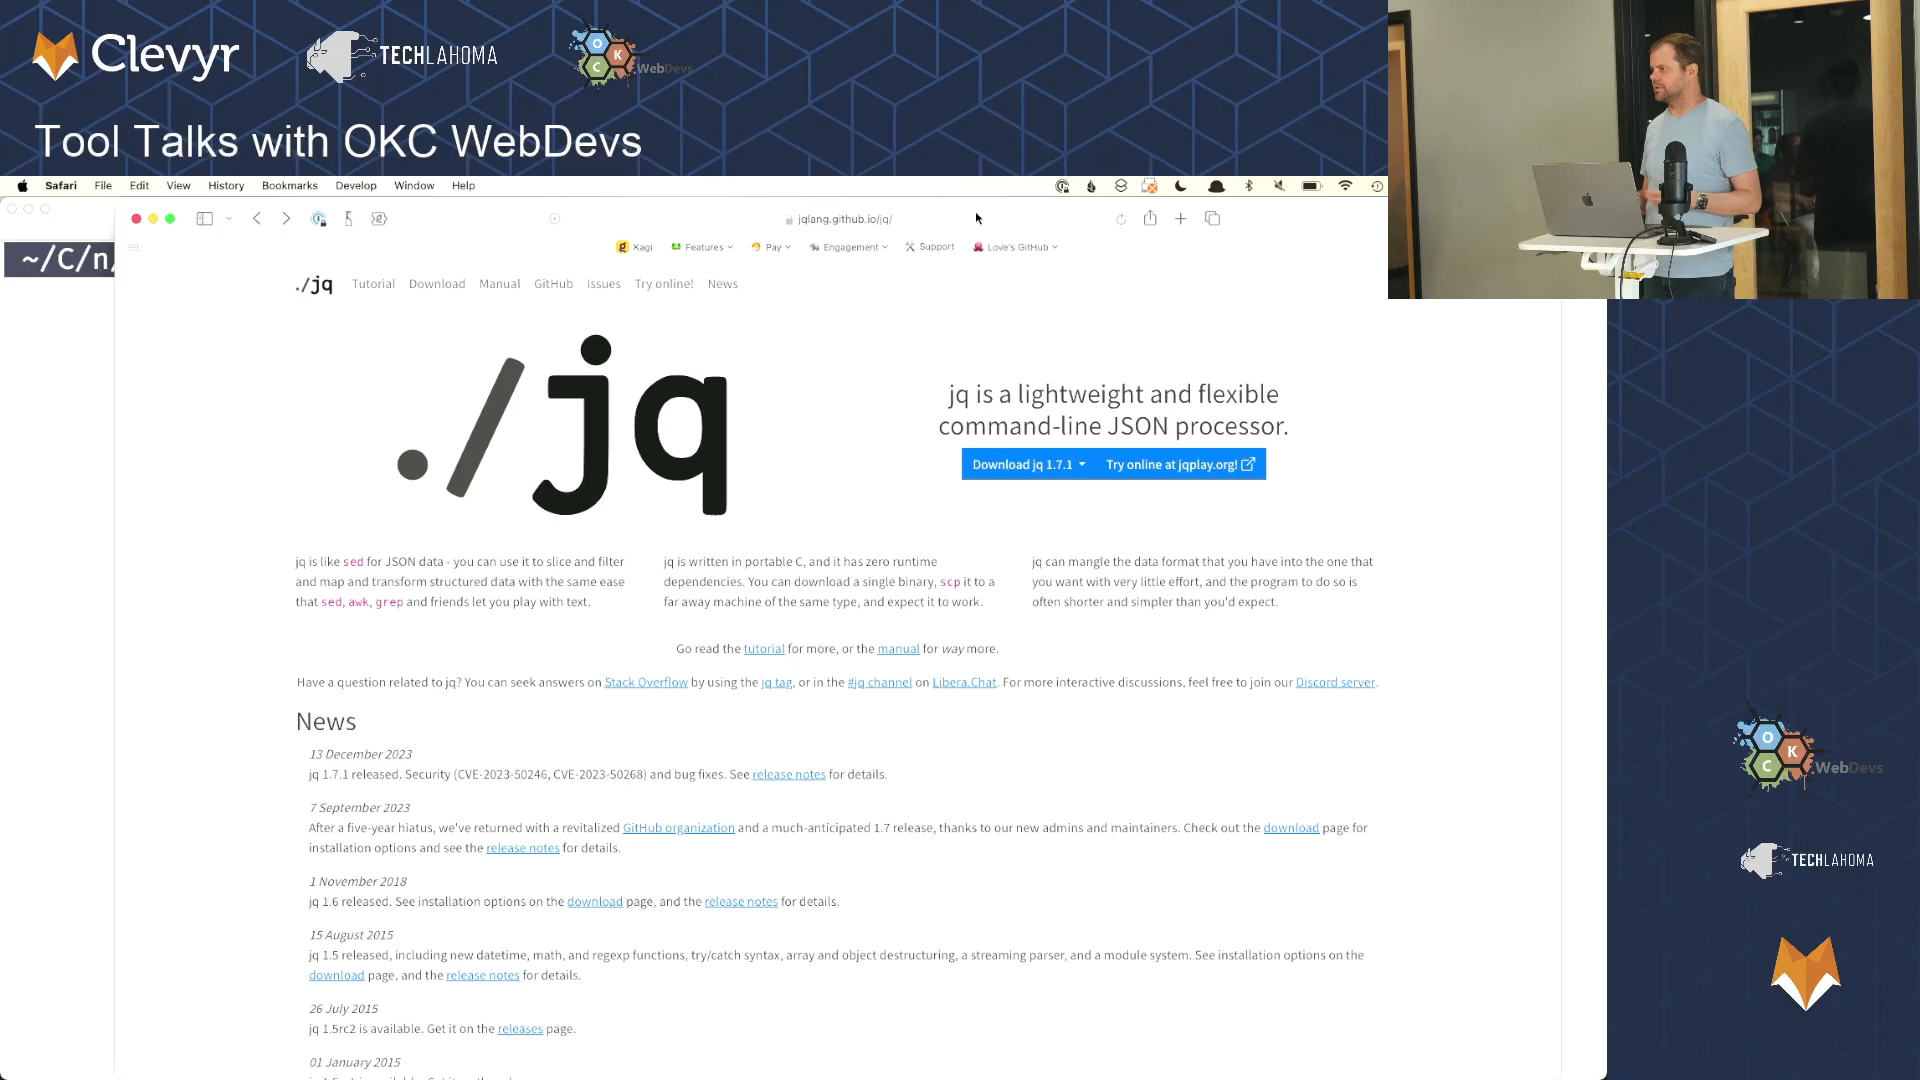 Clevyr
TECHLAHOMA
O
K
C
WebDevs
Tool Talks with OKC WebDevs
Safari File Edit View History Bookmarks Develop Window Help
jqlang.github.io/jq/
~/C/n/
Kagi Features Pay Engagement Support Love's GitHub
./jq Tutorial Download Manual GitHub Issues Try online! News
./jq
jq is a lightweight and flexible
command-line JSON processor.
Download jq 1.7.1 Try online at jqplay.org!
jq is like sed for JSON data - you can use it to slice and filter
and map and transform structured data with the same ease
that sed, awk, grep and friends let you play with text.
jq is written in portable C, and it has zero runtime
dependencies. You can download a single binary, scp it to a
far away machine of the same type, and expect it to work.
jq can mangle the data format that you have into the one that
you want with very little effort, and the program to do so is
often shorter and simpler than you'd expect.
Go read the tutorial for more, or the manual for way more.
Have a question related to jq? You can seek answers on Stack Overflow by using the jq tag, or in the #jq channel on Libera.Chat. For more interactive discussions, feel free to join our Discord server.
News
13 December 2023
jq 1.7.1 released. Security (CVE-2023-50246, CVE-2023-50268) and bug fixes. See release notes for details.
7 September 2023
After a five-year hiatus, we've returned with a revitalized GitHub organization and a much-anticipated 1.7 release, thanks to our new admins and maintainers. Check out the download page for
installation options and see the release notes for details.
1 November 2018
jq 1.6 released. See installation options on the download page, and the release notes for details.
15 August 2015
jq 1.5 released, including new datetime, math, and regexp functions, try/catch syntax, array and object destructuring, a streaming parser, and a module system. See installation options on the
download page, and the release notes for details.
26 July 2015
jq 1.5rc2 is available. Get it on the releases page.
01 January 2015
O
K
C
WebDevs
TECHLAHOMA